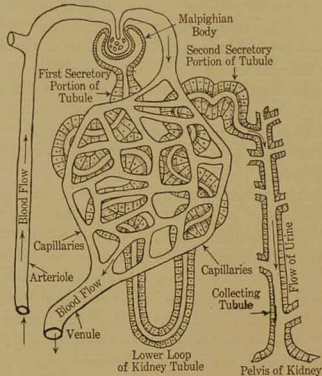 Malpighian
Body
Second Secretory
Portion of Tubule
First Secretory
Portion of
Tubule
Blood Flow
Capillaries
Arteriole
Blood Flow
Venule
Capillaries
Collecting
Tubule
Flow of Urine
Lower Loop
of Kidney Tubule
Pelvis of Kidney